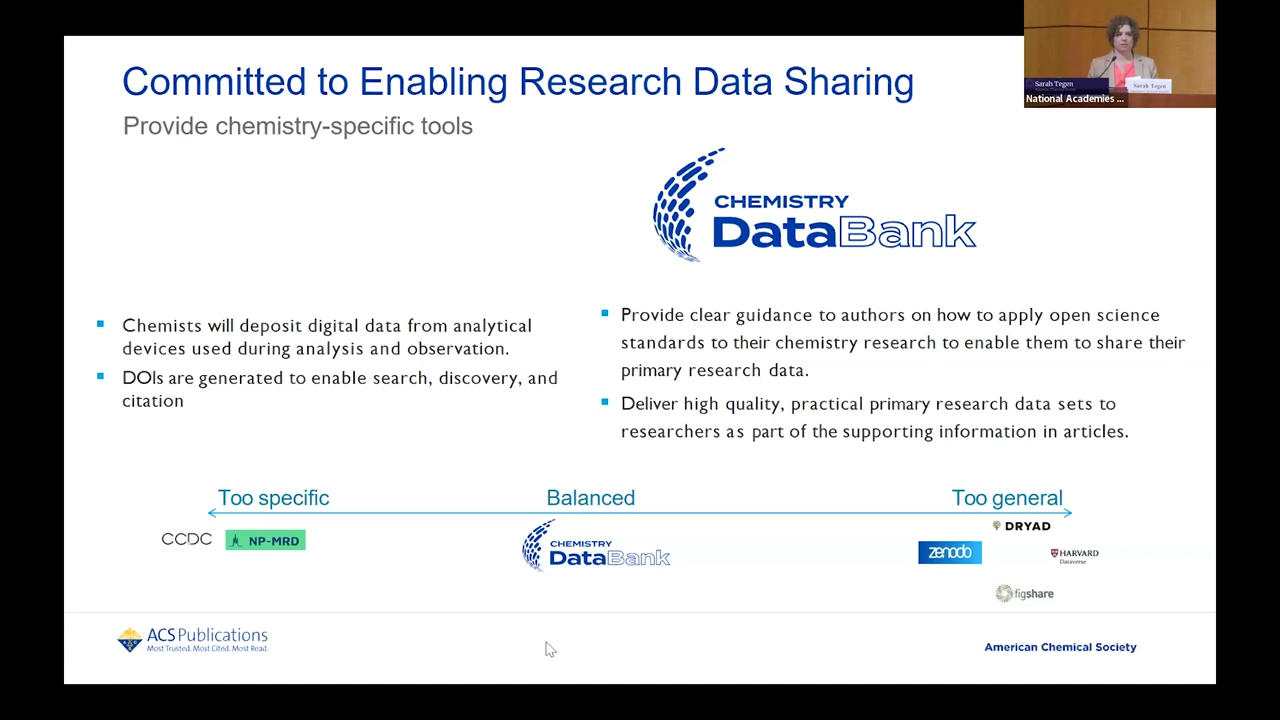 Committed to Enabling Research Data Sharing
Provide chemistry-specific tools
Sarah Tegen
Sarah Tegen
National Academies ...
CHEMISTRY
DataBank
Chemists will deposit digital data from analytical
devices used during analysis and observation.
DOIs are generated to enable search, discovery, and
citation
Provide clear guidance to authors on how to apply open science
standards to their chemistry research to enable them to share their
primary research data.
Deliver high quality, practical primary research data sets to
researchers as part of the supporting information in articles.
Too specific
Balanced
Too general
CCDC
NP-MRD
CHEMISTRY
DataBank
DRYAD
zenodo
HARVARD
Dataverse
figshare
ACS Publications
Most Trusted. Most Cited. Most Read.
American Chemical Society